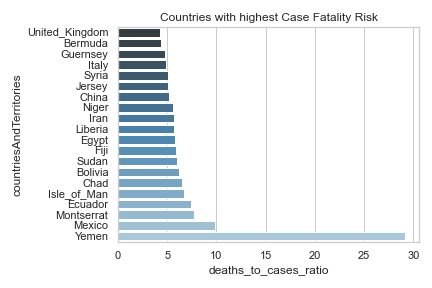 Countries with highest Case Fatality Risk
countriesAndTerritories
United_Kingdom
Bermuda
Guernsey
Italy
Syria
Jersey
China
Niger
Iran
Liberia
Egypt
Fiji
Sudan
Bolivia
Chad
Isle_of_Man
Ecuador
Montserrat
Mexico
Yemen
0 5 10 15 20 25 30
deaths_to_cases_ratio